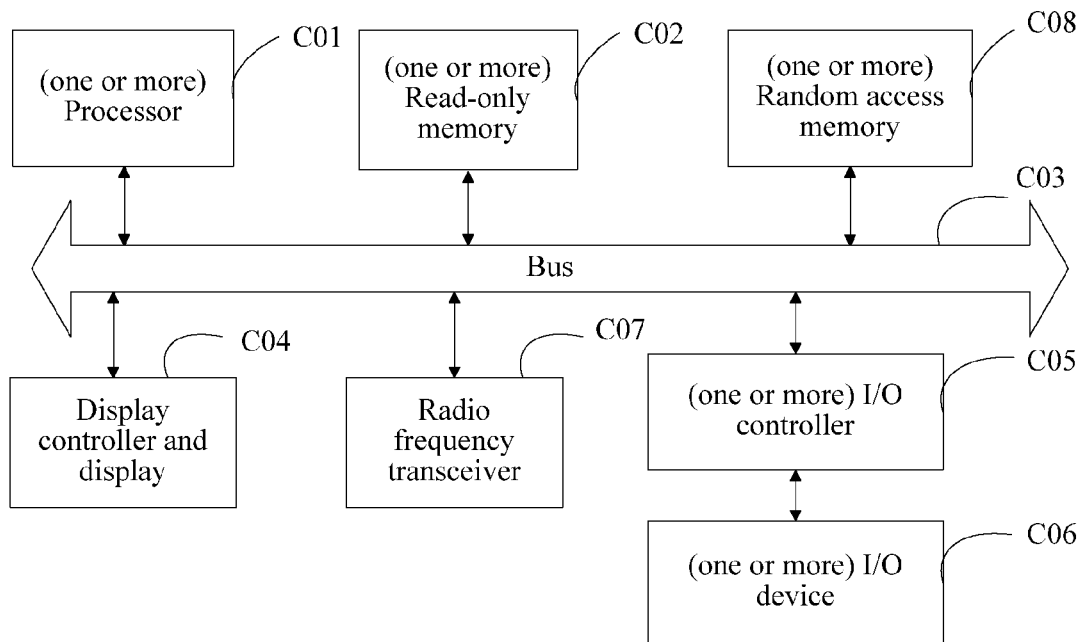 C01
(one or more)
Processor
C02
(one or more)
Read-only
memory
C08
(one or more)
Random access
memory
C03
Bus
C04
Display
controller and
display
C07
Radio
frequency
transceiver
C05
(one or more) I/O
controller
C06
(one or more) I/O
device